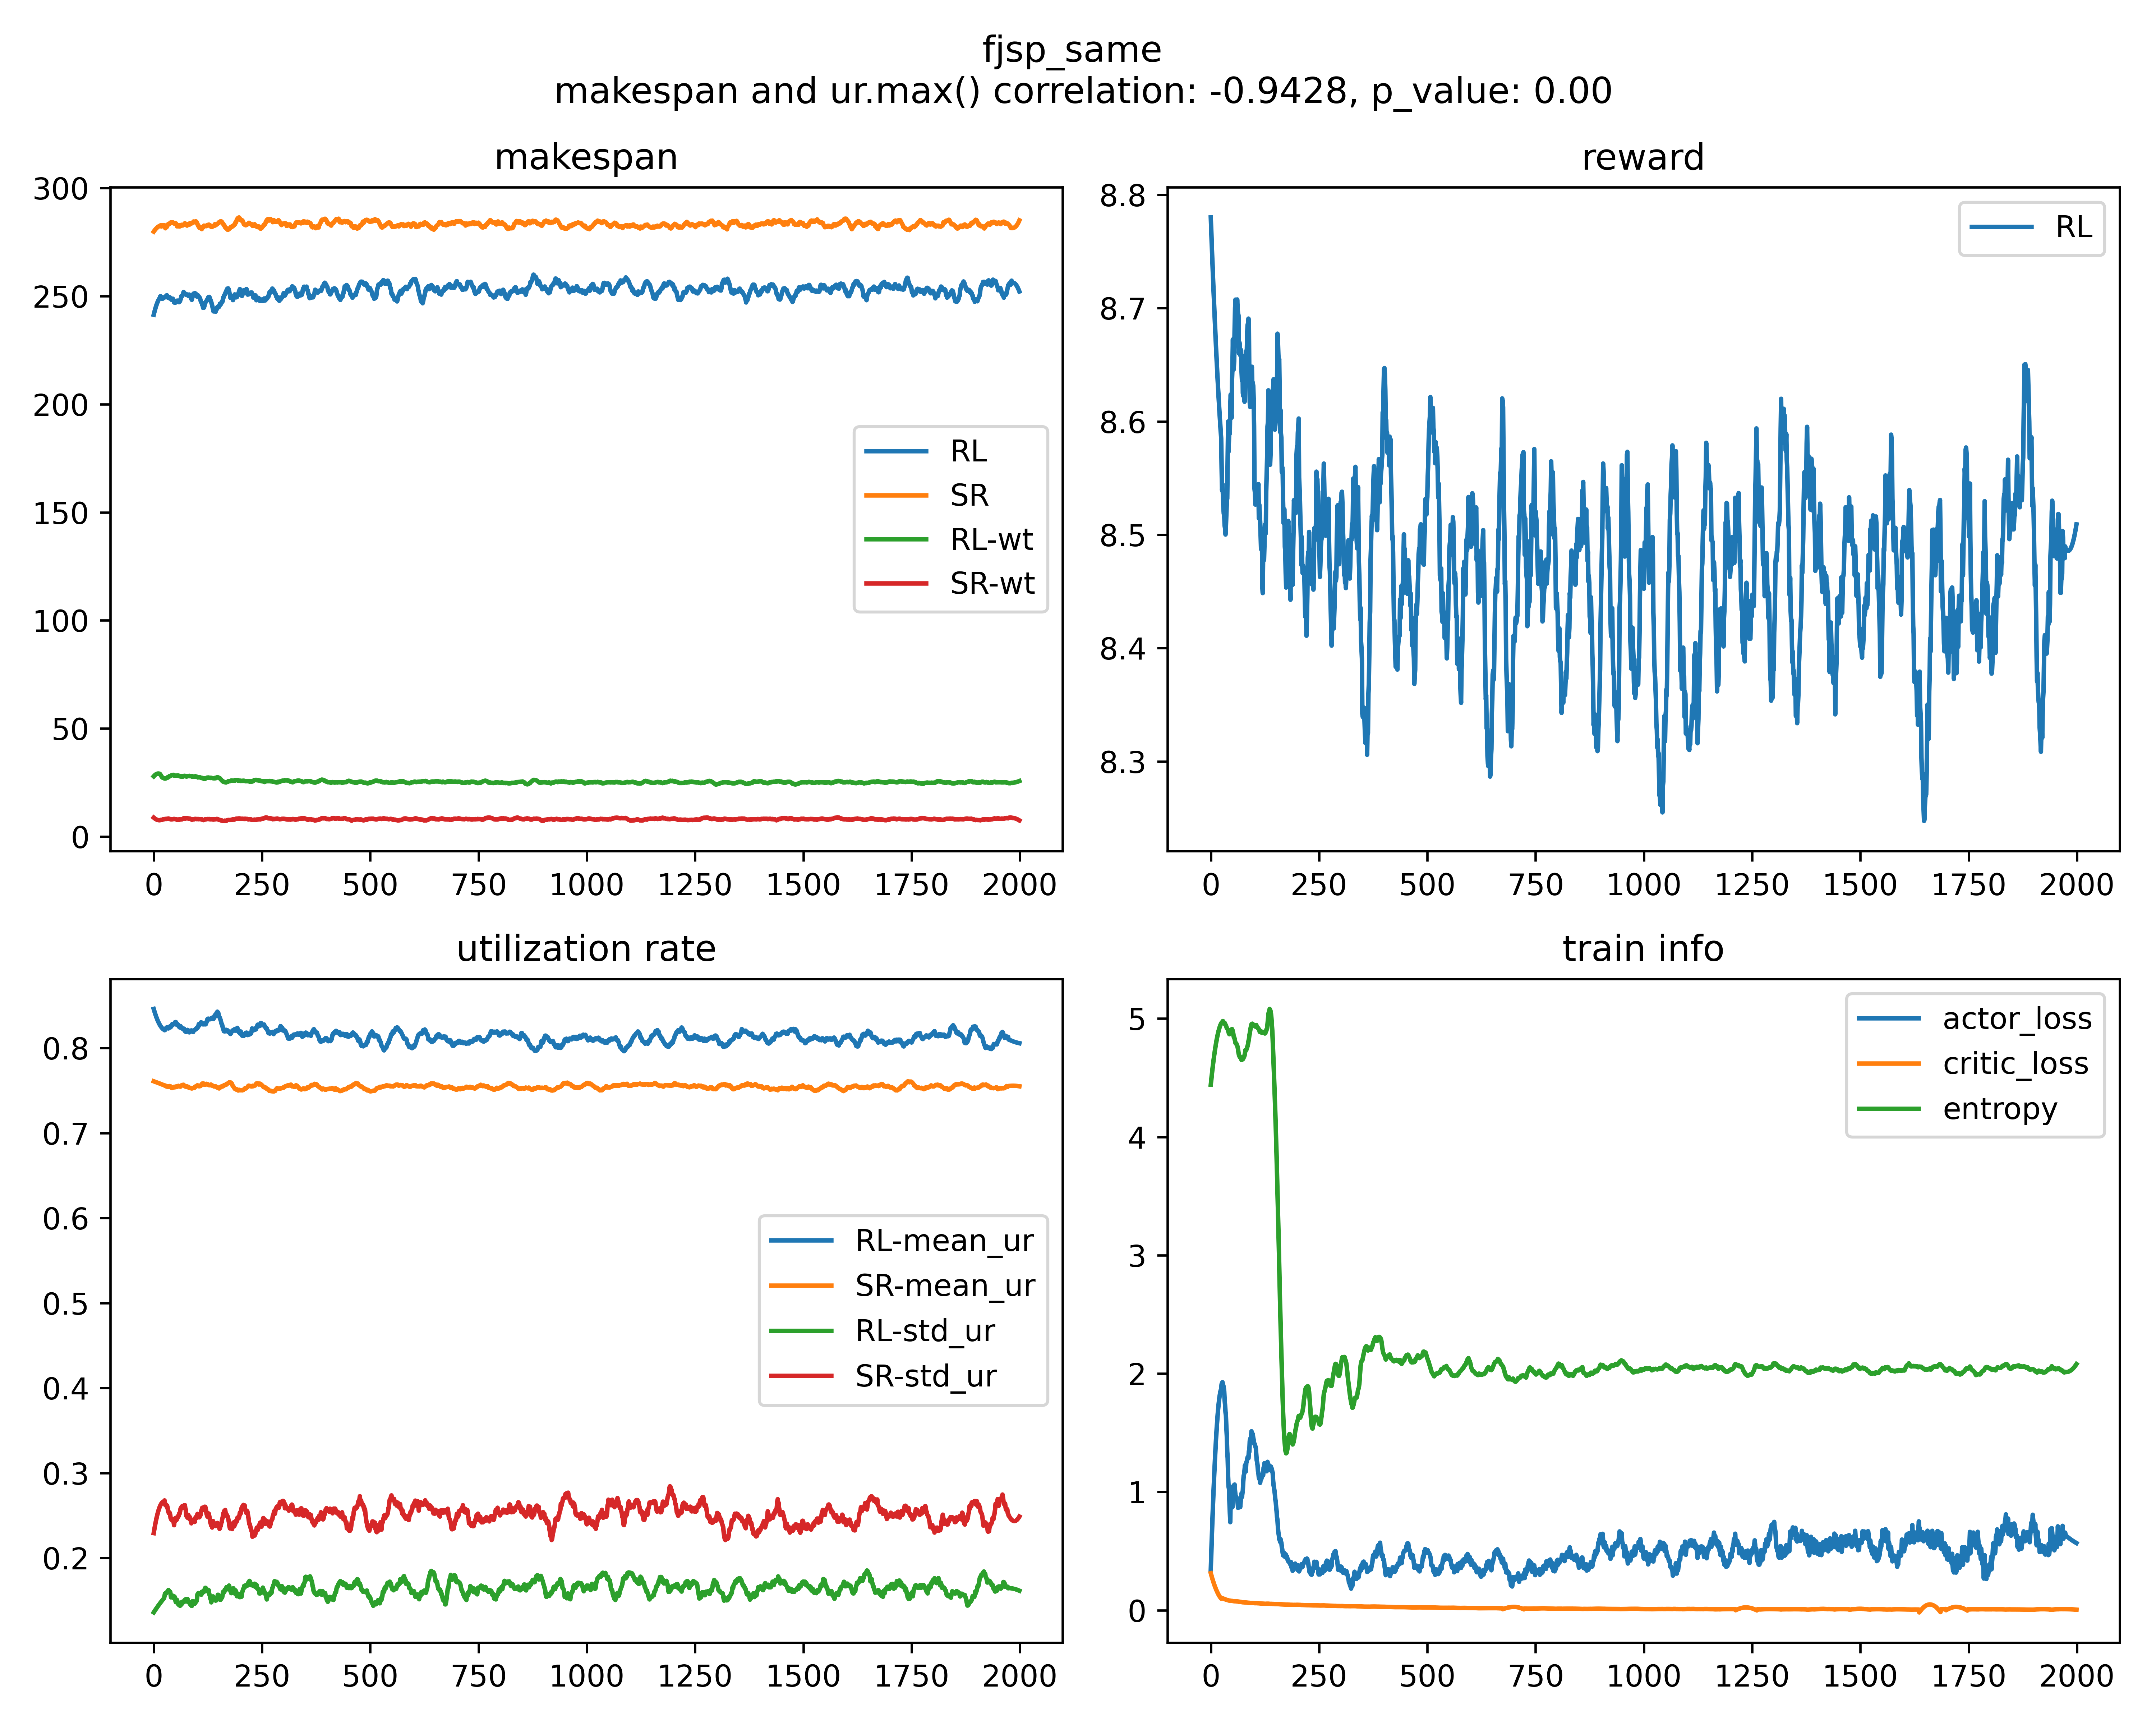 fjsp_same
makespan and ur.max() correlation: -0.9428, p_value: 0.00
makespan
300
250
200
150
100
50
0
0 250 500 750 1000 1250 1500 1750 2000
RL
SR
RL-wt
SR-wt
reward
8.8
8.7
8.6
8.5
8.4
8.3
0 250 500 750 1000 1250 1500 1750 2000
RL
utilization rate
0.8
0.7
0.6
0.5
0.4
0.3
0.2
0 250 500 750 1000 1250 1500 1750 2000
RL-mean_ur
SR-mean_ur
RL-std_ur
SR-std_ur
train info
5
4
3
2
1
0
0 250 500 750 1000 1250 1500 1750 2000
actor_loss
critic_loss
entropy